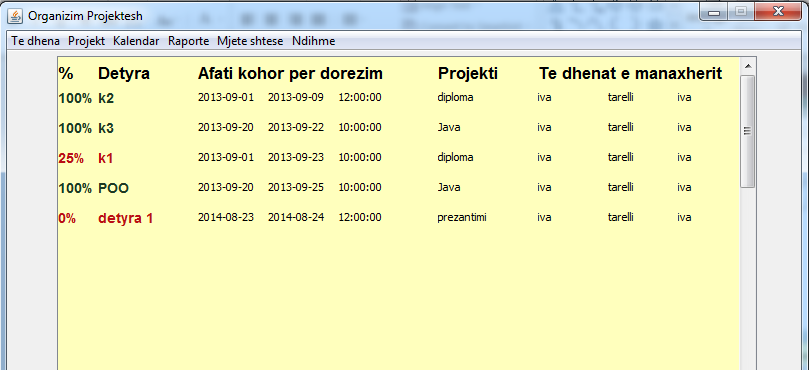 Organizim Projektesh
Te dhena Projekt Kalendar Raporte Mjete shtese Ndihme
% Detyra Afati kohor per dorezim Projekti Te dhenat e manaxherit
100% k2 2013-09-01 2013-09-09 12:00:00 diploma iva tarelli iva
100% k3 2013-09-20 2013-09-22 10:00:00 Java iva tarelli iva
25% k1 2013-09-01 2013-09-23 10:00:00 diploma iva tarelli iva
100% POO 2013-09-20 2013-09-25 10:00:00 Java iva tarelli iva
0% detyra 1 2014-08-23 2014-08-24 12:00:00 prezantimi iva tarelli iva